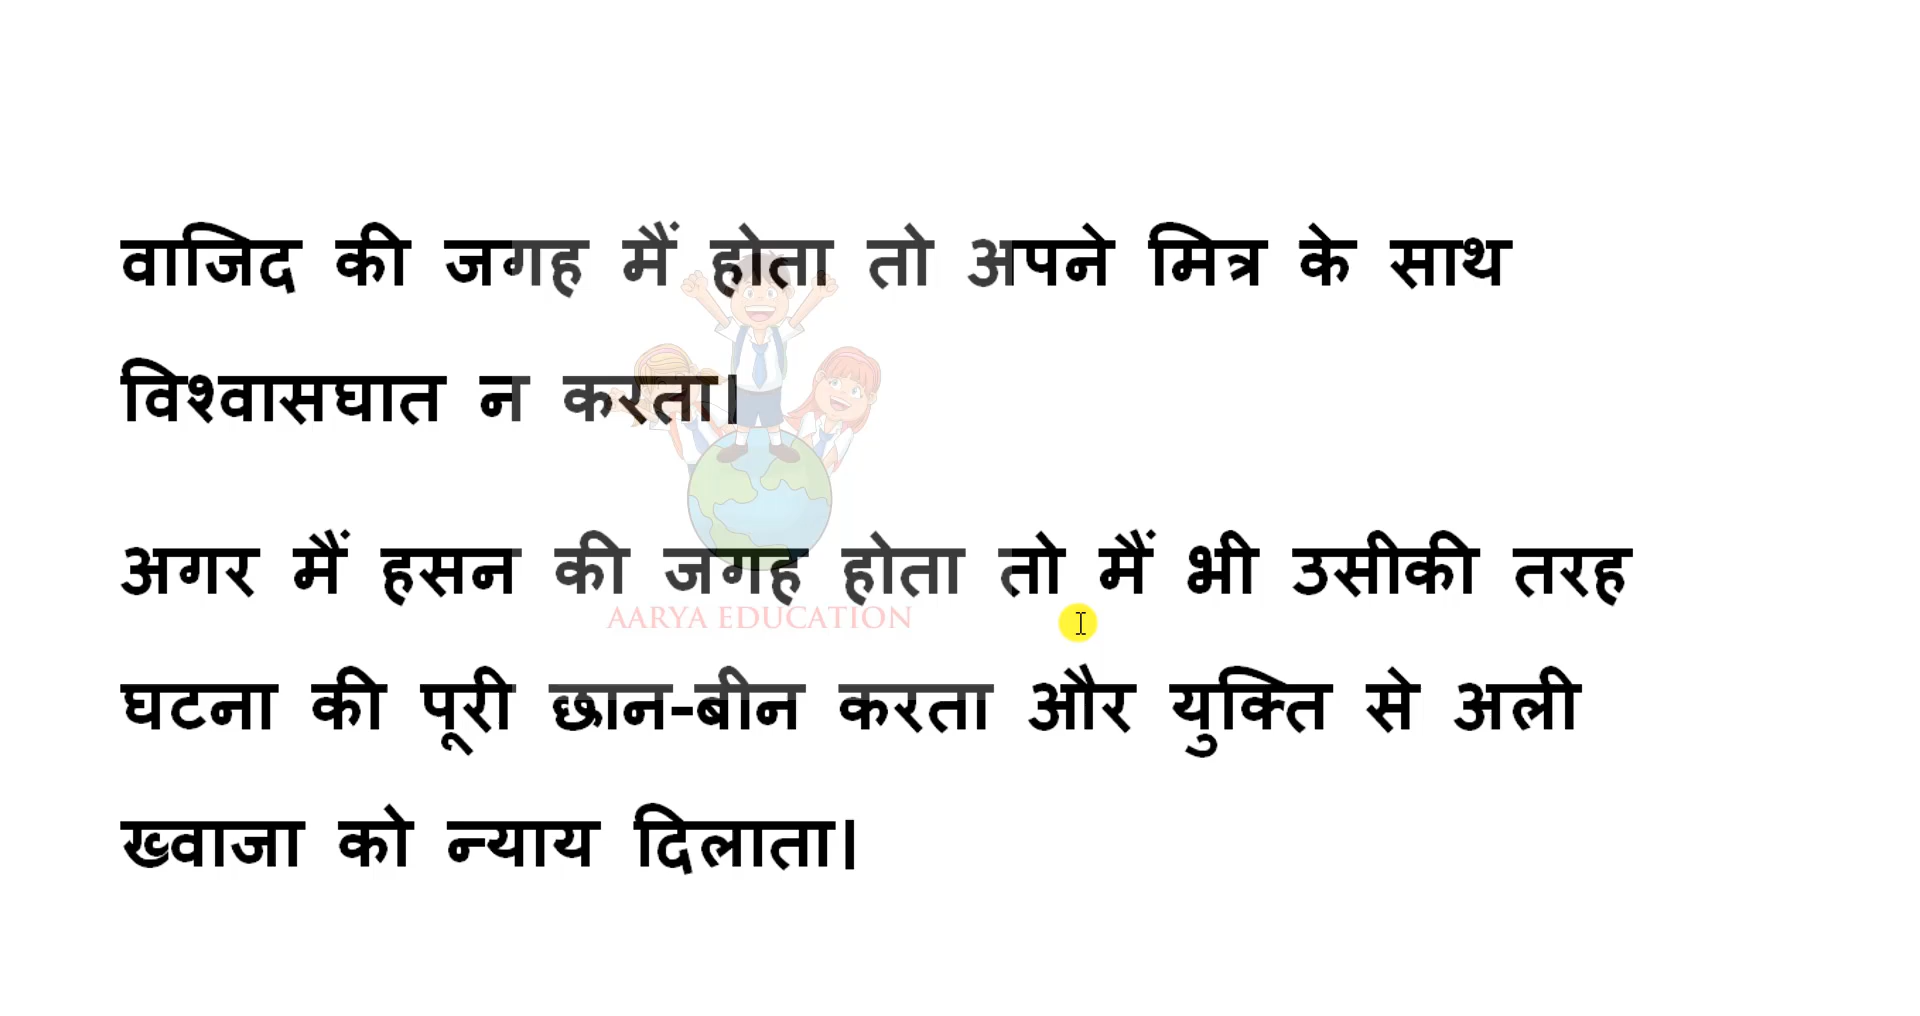 वाजिद की जगह मैं होता तो अपने मित्र के साथ
विश्वासघात न करता।
अगर मैं हसन की जगह होता तो मैं भी उसीकी तरह
AARYA EDUCATION
घटना की पूरी छान-बीन करता और युक्ति से अली
ख्वाजा को न्याय दिलाता।